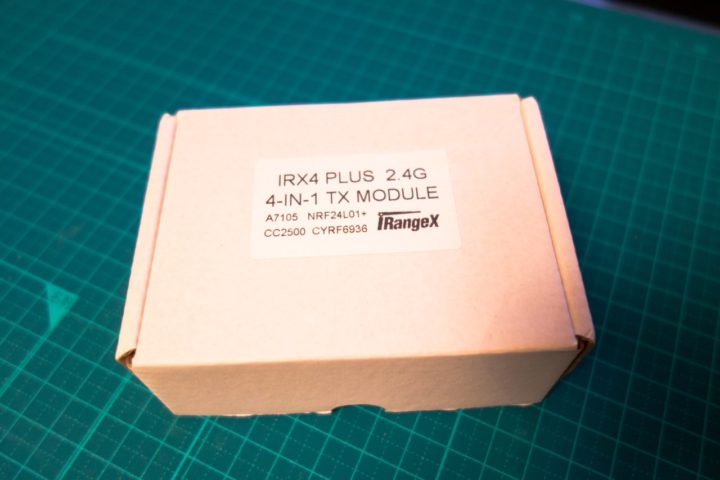 IRX4 PLUS 2.4G
4-IN-1 TX MODULE
A7105 NRF24L01+
CC2500 CYRF6936
iRangeX